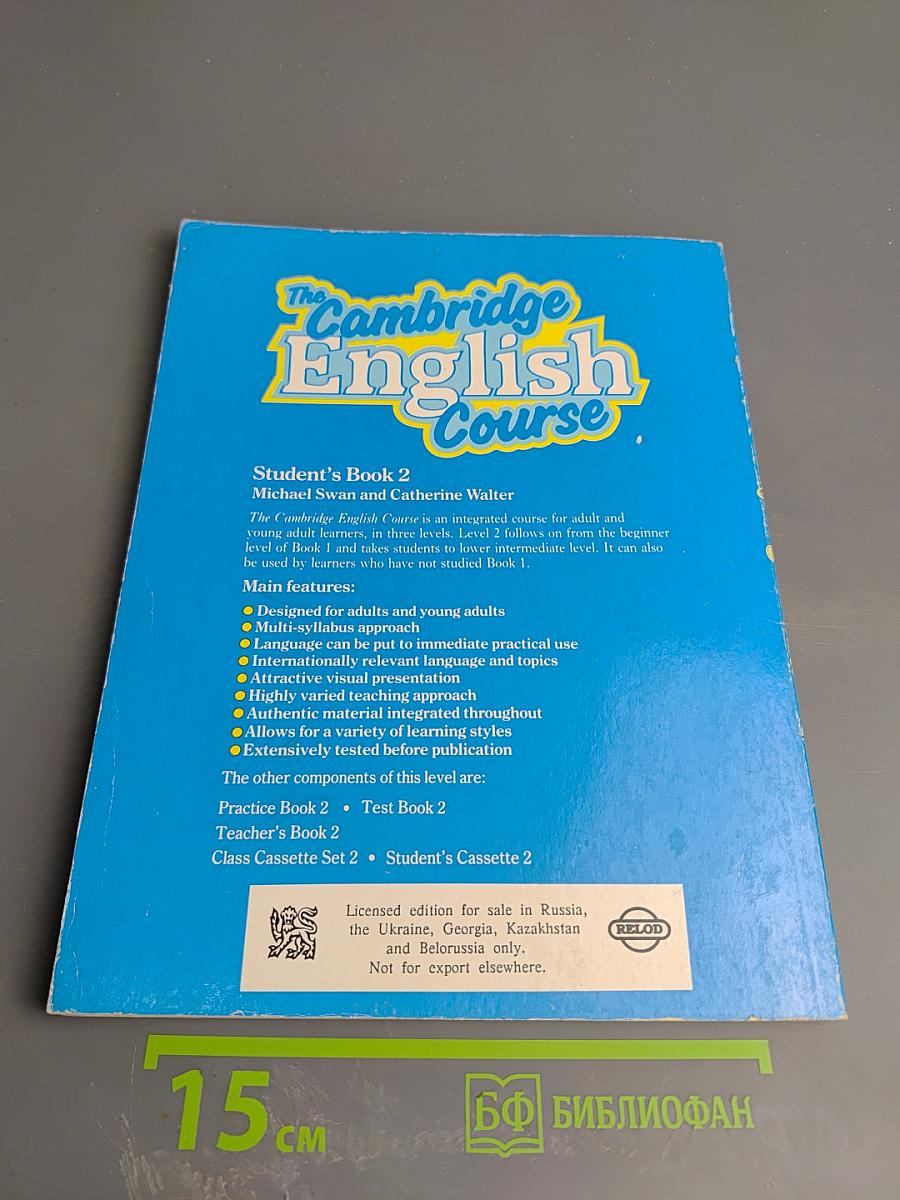 The
Cambridge
English
Course
Student's Book 2
Michael Swan and Catherine Walter
The Cambridge English Course is an integrated course for adult and
young adult learners, in three levels. Level 2 follows on from the beginner
level of Book 1 and takes students to lower intermediate level. It can also
be used by learners who have not studied Book 1.
Main features:
Designed for adults and young adults
Multi-syllabus approach
Language can be put to immediate practical use
Internationally relevant language and topics
Attractive visual presentation
Highly varied teaching approach
Authentic material integrated throughout
Allows for a variety of learning styles
Extensively tested before publication
The other components of this level are:
Practice Book 2 • Test Book 2
Teacher's Book 2
Class Cassette Set 2 • Student's Cassette 2
Licensed edition for sale in Russia,
the Ukraine, Georgia, Kazakhstan
and Belorussia only.
Not for export elsewhere.
RELOD
15 см
БФ БИБЛИОФАН